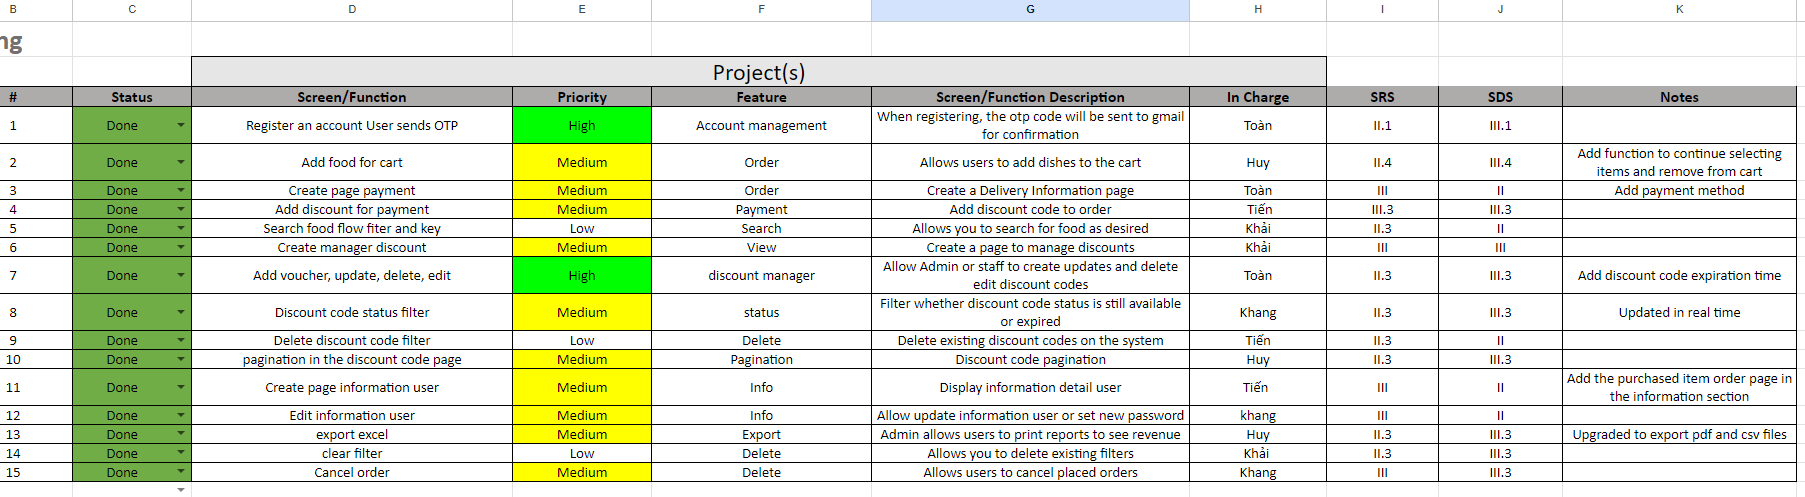 B C D E F G H I J K
ng
Project(s)
# Status Screen/Function Priority Feature Screen/Function Description In Charge SRS SDS Notes
1 Done Register an account User sends OTP High Account management When registering, the otp code will be sent to gmail for confirmation Toàn II.1 III.1
2 Done Add food for cart Medium Order Allows users to add dishes to the cart Huy II.4 III.4 Add function to continue selecting items and remove from cart
3 Done Create page payment Medium Order Create a Delivery Information page Toàn III II Add payment method
4 Done Add discount for payment Medium Payment Add discount code to order Tiến III.3 III.3
5 Done Search food flow fiter and key Low Search Allows you to search for food as desired Khải II.3 II
6 Done Create manager discount Medium View Create a page to manage discounts Khải III III
7 Done Add voucher, update, delete, edit High discount manager Allow Admin or staff to create updates and delete edit discount codes Toàn II.3 III.3 Add discount code expiration time
8 Done Discount code status filter Medium status Filter whether discount code status is still available or expired Khang II.3 III.3 Updated in real time
9 Done Delete discount code filter Low Delete Delete existing discount codes on the system Tiến II.3 II
10 Done pagination in the discount code page Medium Pagination Discount code pagination Huy II.3 III.3
11 Done Create page information user Medium Info Display information detail user Tiến III II Add the purchased item order page in the information section
12 Done Edit information user Medium Info Allow update information user or set new password khang III II
13 Done export excel Medium Export Admin allows users to print reports to see revenue Huy II.3 III.3 Upgraded to export pdf and csv files
14 Done clear filter Low Delete Allows you to delete existing filters Khải II.3 III.3
15 Done Cancel order Medium Delete Allows users to cancel placed orders Khang III III.3